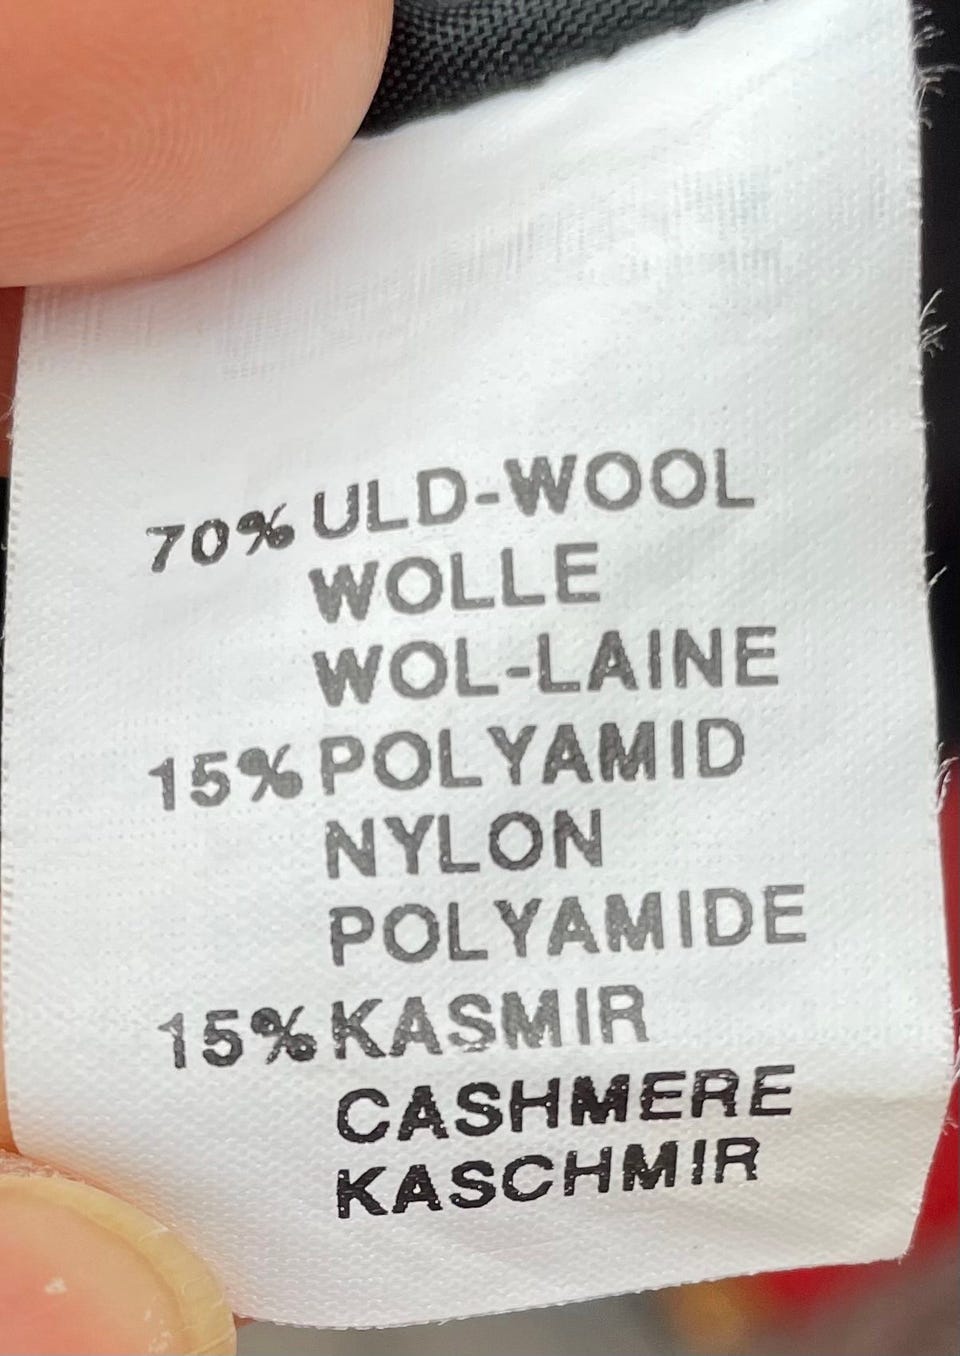 70% ULD-WOOL
WOLLE
WOL-LAINE
15% POLYAMID
NYLON
POLYAMIDE
15% KASMIR
CASHMERE
KASCHMIR